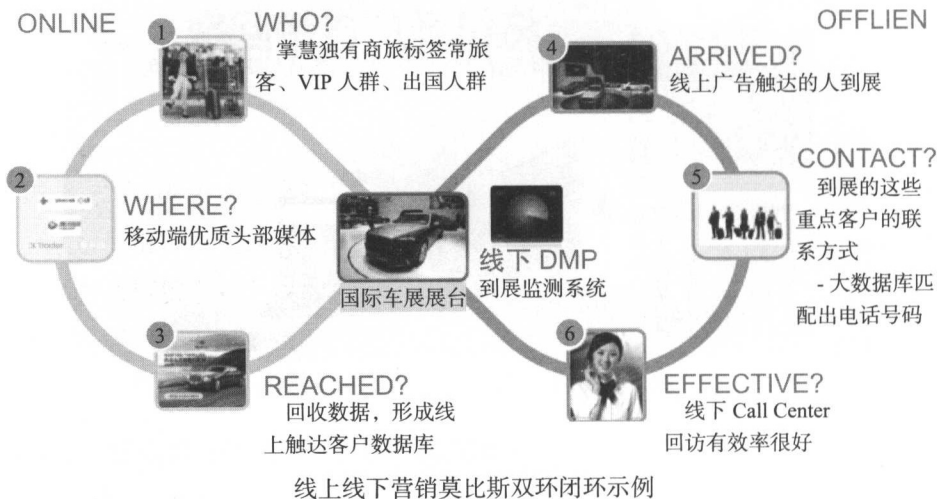 ONLINE
OFFLIEN
1
WHO?
掌慧独有商旅标签常旅
客、VIP 人群、出国人群
2
WHERE?
移动端优质头部媒体
3
REACHED?
回收数据，形成线
上触达客户数据库
国际车展展台
线下 DMP
到展监测系统
4
ARRIVED?
线上广告触达的人到展
5
CONTACT?
到展的这些
重点客户的联
系方式
- 大数据库匹
配出电话号码
6
EFFECTIVE?
线下 Call Center
回访有效率很好
线上线下营销莫比斯双环闭环示例